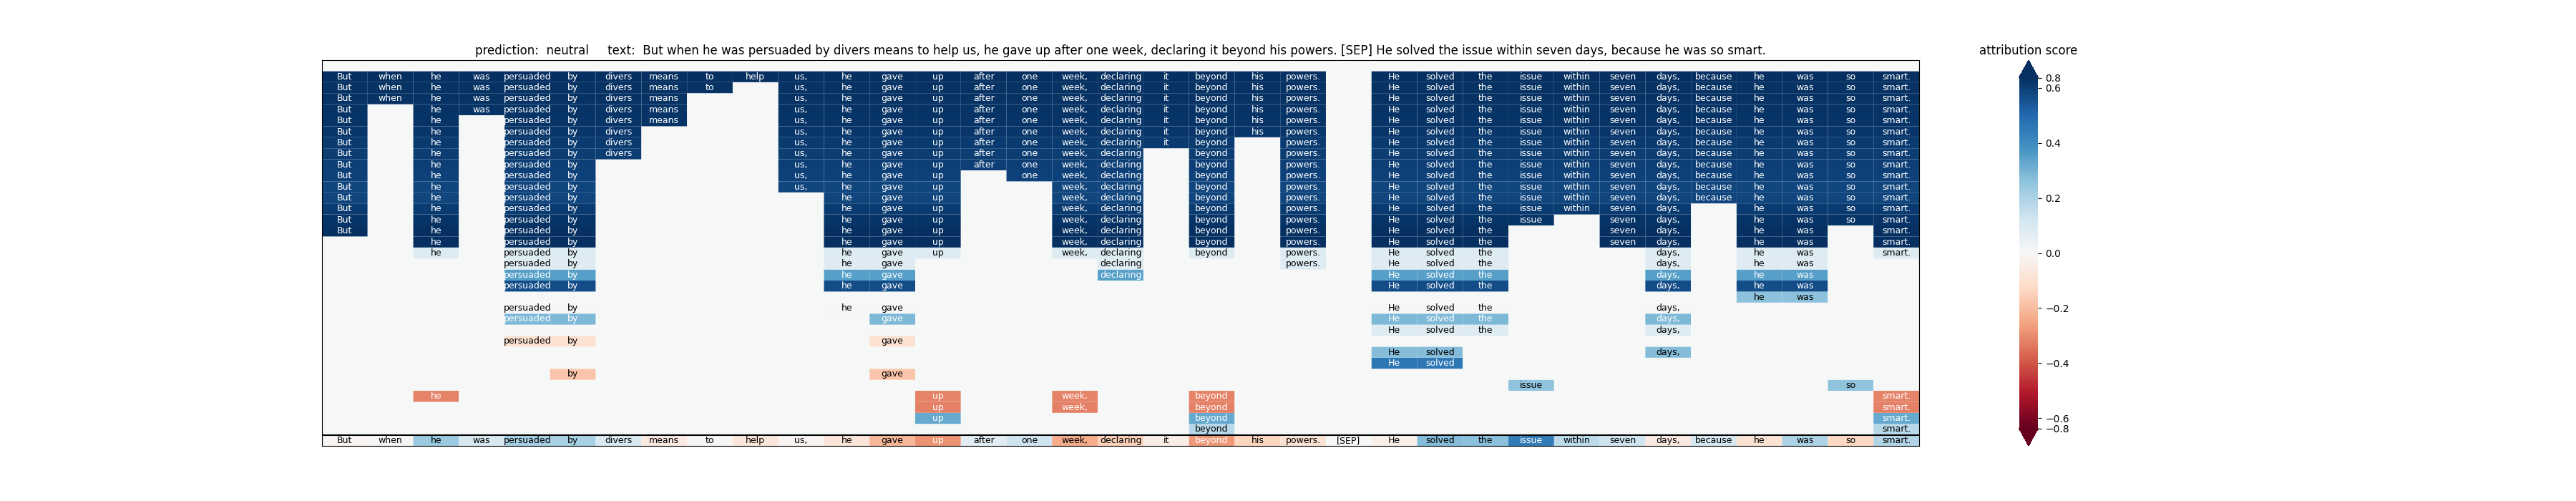 prediction: neutral text: But when he was persuaded by divers means to help us, he gave up after one week, declaring it beyond his powers. [SEP] He solved the issue within seven days, because he was so smart.
But when he was persuaded by divers means to help us, he gave up after one week, declaring it beyond his powers. He solved the issue within seven days, because he was so smart.
But when he was persuaded by divers means to us, he gave up after one week, declaring it beyond his powers. He solved the issue within seven days, because he was so smart.
But when he was persuaded by divers means us, he gave up after one week, declaring it beyond his powers. He solved the issue within seven days, because he was so smart.
But he was persuaded by divers means us, he gave up after one week, declaring it beyond his powers. He solved the issue within seven days, because he was so smart.
But he persuaded by divers means us, he gave up after one week, declaring it beyond his powers. He solved the issue within seven days, because he was so smart.
But he persuaded by divers us, he gave up after one week, declaring it beyond his powers. He solved the issue within seven days, because he was so smart.
But he persuaded by divers us, he gave up after one week, declaring it beyond powers. He solved the issue within seven days, because he was so smart.
But he persuaded by divers us, he gave up after one week, declaring beyond powers. He solved the issue within seven days, because he was so smart.
But he persuaded by us, he gave up after one week, declaring beyond powers. He solved the issue within seven days, because he was so smart.
But he persuaded by us, he gave up one week, declaring beyond powers. He solved the issue within seven days, because he was so smart.
But he persuaded by us, he gave up week, declaring beyond powers. He solved the issue within seven days, because he was so smart.
But he persuaded by he gave up week, declaring beyond powers. He solved the issue within seven days, because he was so smart.
But he persuaded by he gave up week, declaring beyond powers. He solved the issue within seven days, he was so smart.
But he persuaded by he gave up week, declaring beyond powers. He solved the issue seven days, he was so smart.
But he persuaded by he gave up week, declaring beyond powers. He solved the seven days, he was smart.
he persuaded by he gave up week, declaring beyond powers. He solved the seven days, he was smart.
he persuaded by he gave up week, declaring beyond powers. He solved the days, he was smart.
persuaded by he gave declaring powers. He solved the days, he was
persuaded by he gave declaring He solved the days, he was
persuaded by he gave He solved the days, he was
he was
persuaded by he gave He solved the days,
persuaded by gave He solved the days,
He solved the days,
persuaded by gave
He solved days,
He solved
by gave
issue so
he up week, beyond smart.
up week, beyond smart.
up beyond smart.
beyond smart.
But when he was persuaded by divers means to help us, he gave up after one week, declaring it beyond his powers. [SEP] He solved the issue within seven days, because he was so smart.
attribution score
0.8
0.6
0.4
0.2
0.0
−0.2
−0.4
−0.6
−0.8